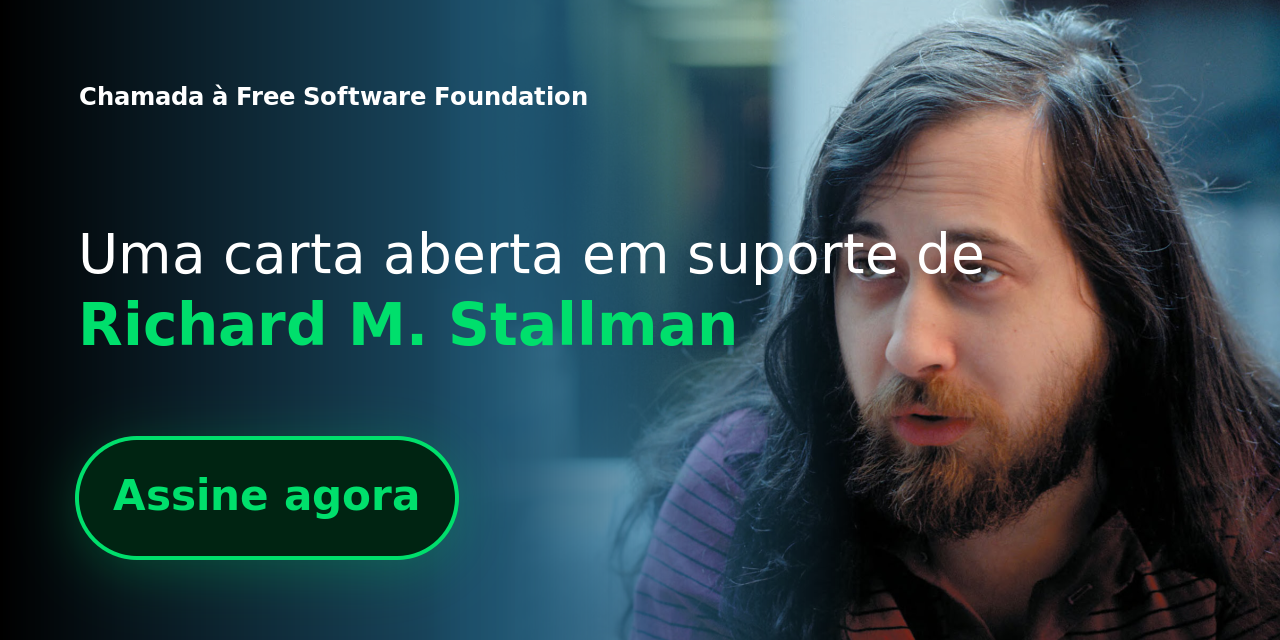 Chamada à Free Software Foundation
Uma carta aberta em suporte de
Richard M. Stallman
Assine agora